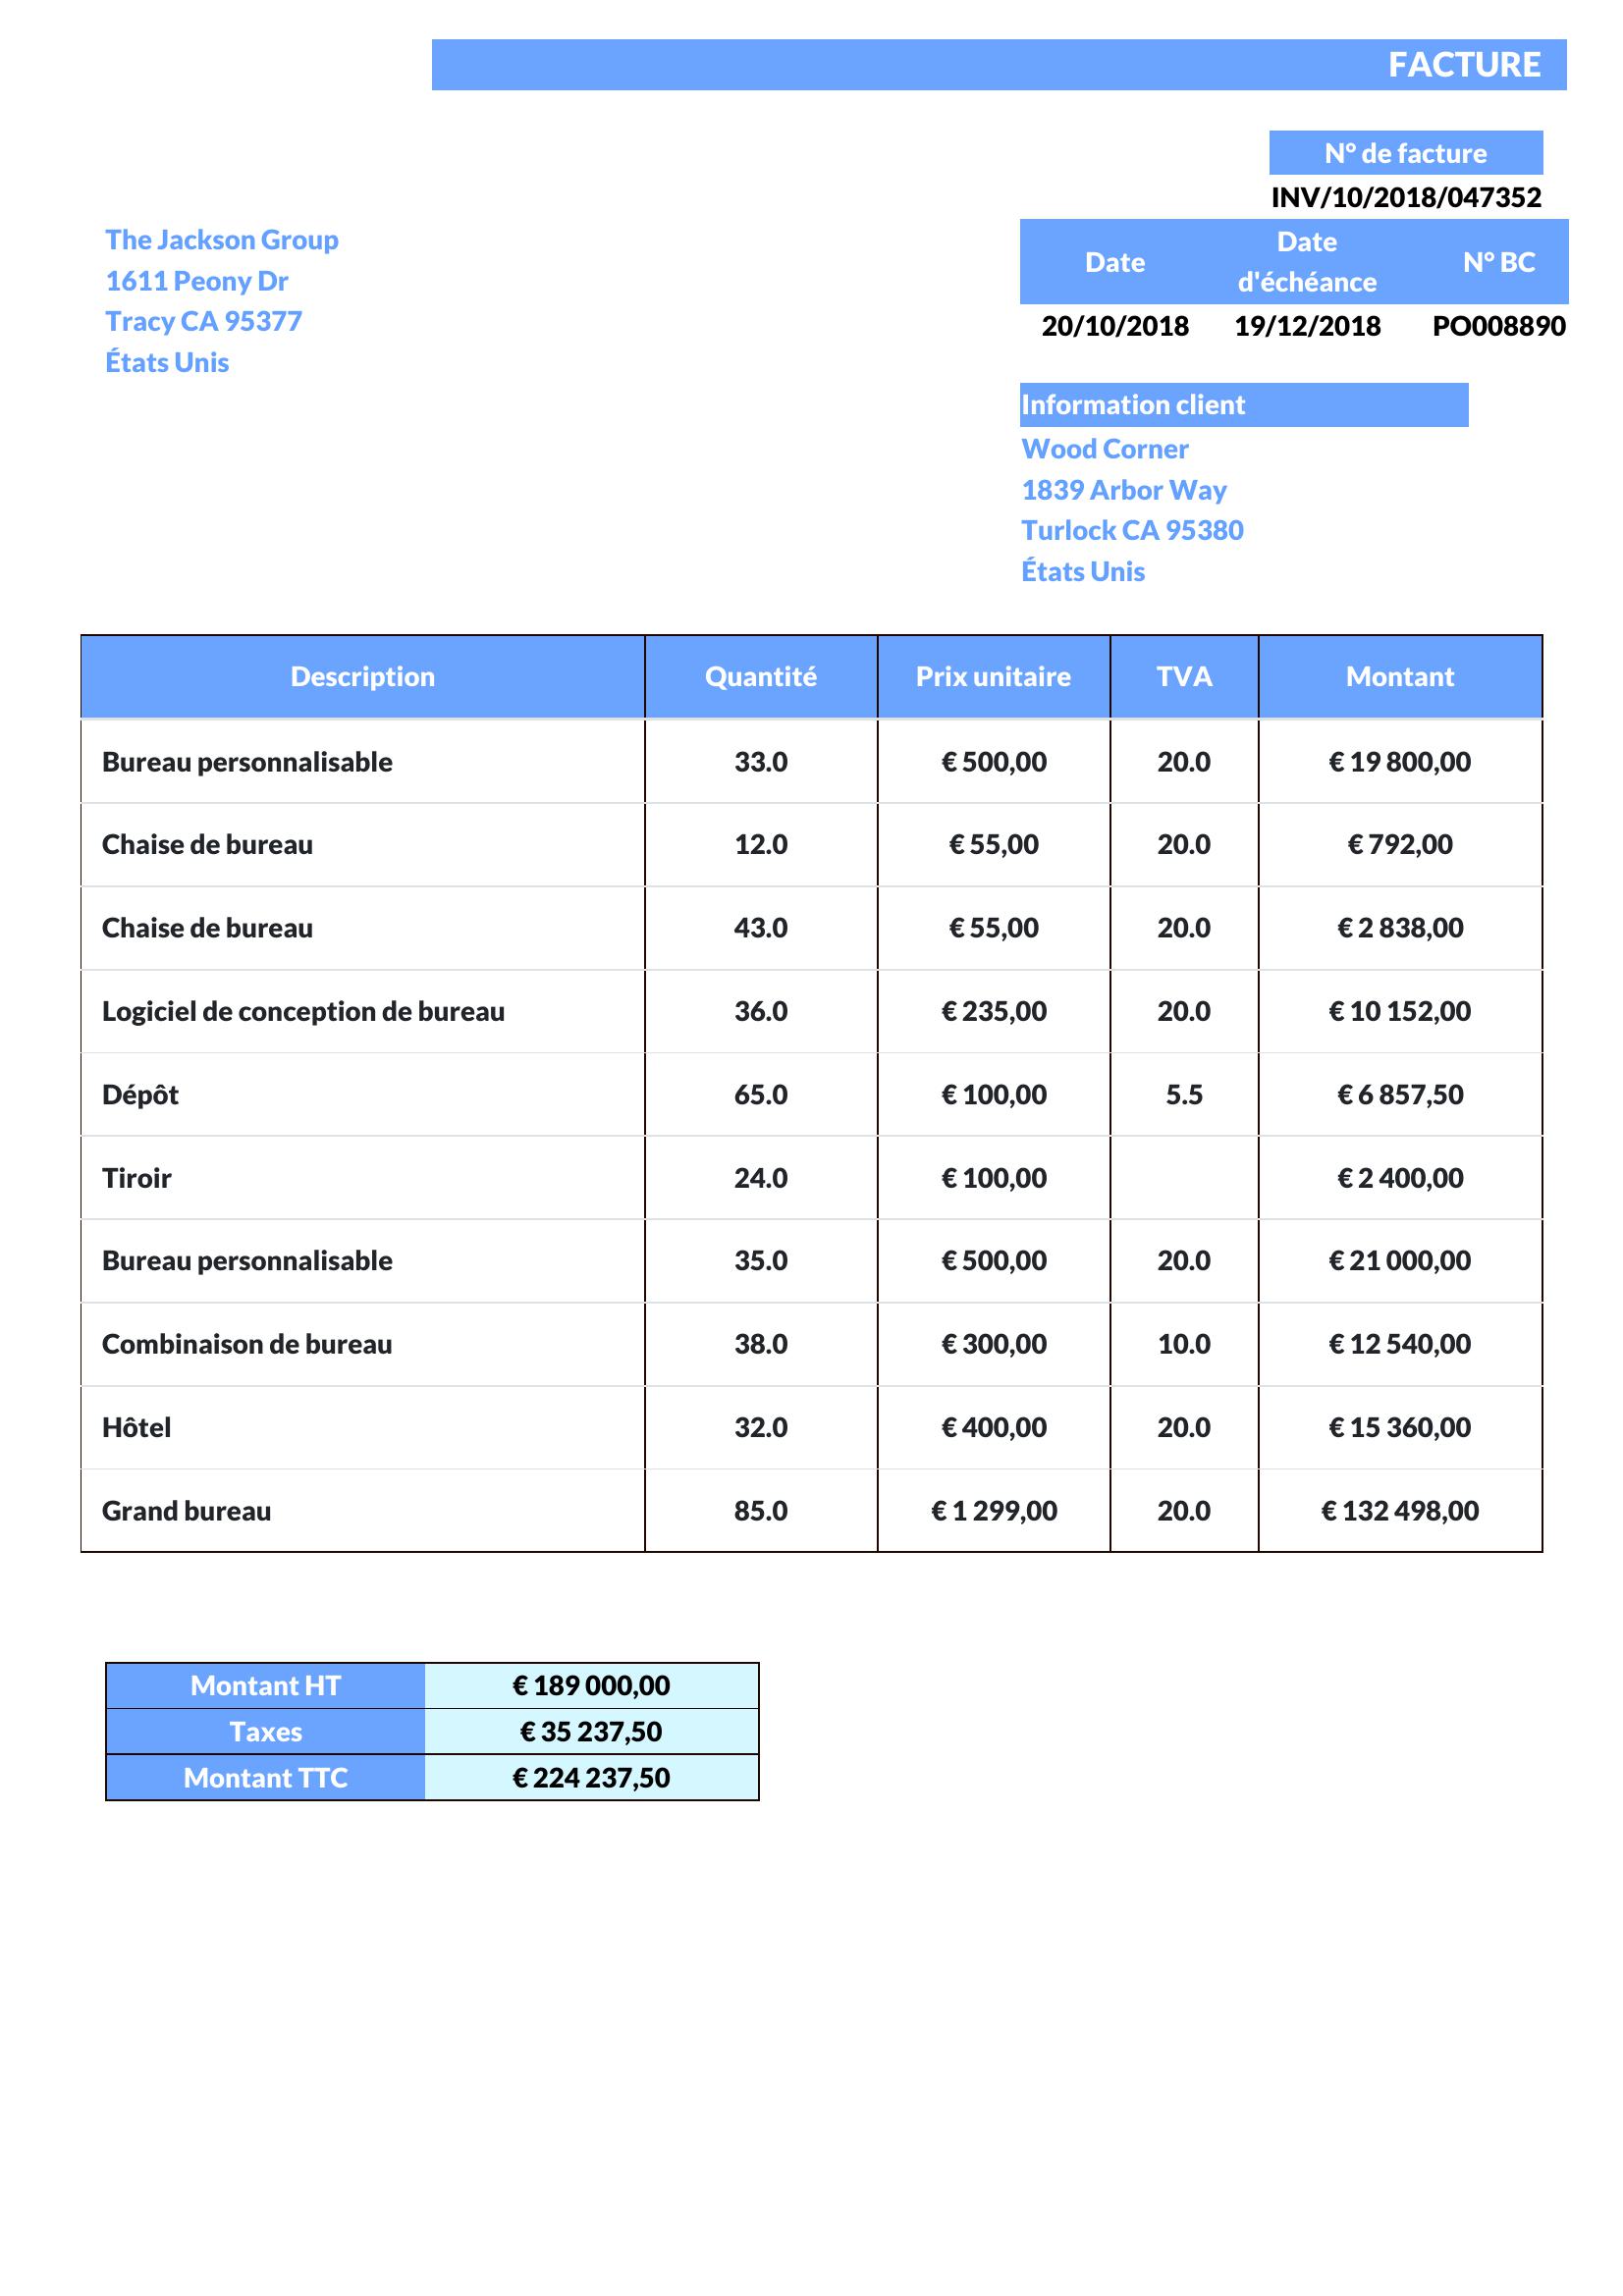 FACTURE
N° de facture
INV/10/2018/047352
The Jackson Group
1611 Peony Dr
Tracy CA 95377
États Unis
Date Date d'échéance N° BC
20/10/2018 19/12/2018 PO008890
Information client
Wood Corner
1839 Arbor Way
Turlock CA 95380
États Unis
Description Quantité Prix unitaire TVA Montant
Bureau personnalisable 33.0 € 500,00 20.0 € 19 800,00
Chaise de bureau 12.0 € 55,00 20.0 € 792,00
Chaise de bureau 43.0 € 55,00 20.0 € 2 838,00
Logiciel de conception de bureau 36.0 € 235,00 20.0 € 10 152,00
Dépôt 65.0 € 100,00 5.5 € 6 857,50
Tiroir 24.0 € 100,00 € 2 400,00
Bureau personnalisable 35.0 € 500,00 20.0 € 21 000,00
Combinaison de bureau 38.0 € 300,00 10.0 € 12 540,00
Hôtel 32.0 € 400,00 20.0 € 15 360,00
Grand bureau 85.0 € 1 299,00 20.0 € 132 498,00
Montant HT € 189 000,00
Taxes € 35 237,50
Montant TTC € 224 237,50